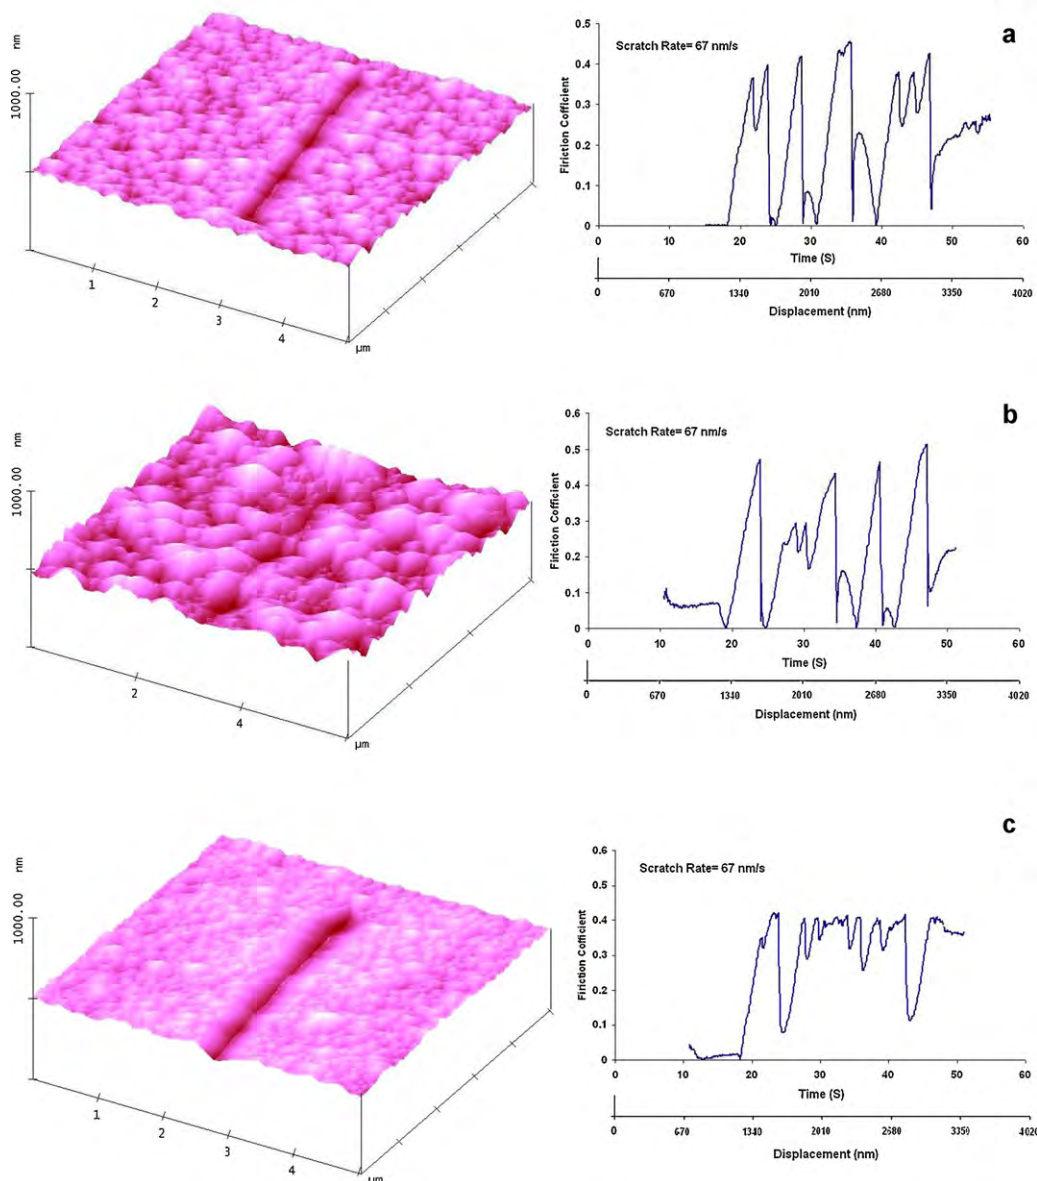 a
1000.00 nm
1
2
3
4
µm
Scratch Rate= 67 nm/s
Firiction Cofficient
0.5
0.4
0.3
0.2
0.1
0
0 10 20 30 40 50 60
Time (S)
0 670 1340 2010 2680 3350 4020
Displacement (nm)
b
1000.00 nm
2
4
µm
Scratch Rate= 67 nm/s
Firiction Cofficient
0.6
0.5
0.4
0.3
0.2
0.1
0
0 10 20 30 40 50 60
Time (S)
0 670 1340 2010 2680 3350 4020
Displacement (nm)
c
1000.00 nm
1
2
3
4
µm
Scratch Rate= 67 nm/s
Firiction Cofficient
0.6
0.5
0.4
0.3
0.2
0.1
0
0 10 20 30 40 50 60
Time (S)
0 670 1340 2010 2680 3350 4020
Displacement (nm)